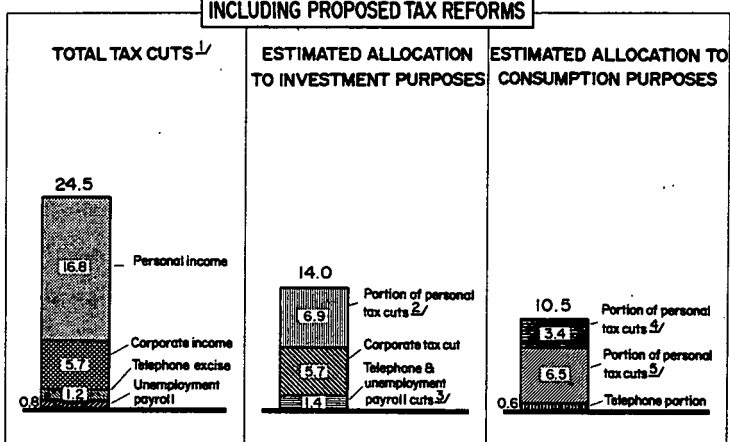 INCLUDING PROPOSED TAX REFORMS
TOTAL TAX CUTS 1/
24.5
16.8
Personal income
5.7
Corporate income
1.2
Telephone excise
0.8
Unemployment
payroll
ESTIMATED ALLOCATION
TO INVESTMENT PURPOSES
14.0
6.9
Portion of personal
tax cuts 2/
5.7
Corporate tax cut
1.4
Telephone &
unemployment
payroll cuts 3/
ESTIMATED ALLOCATION TO
CONSUMPTION PURPOSES
10.5
3.4
Portion of personal
tax cuts 4/
6.5
Portion of personal
tax cuts 5/
0.6
Telephone portion